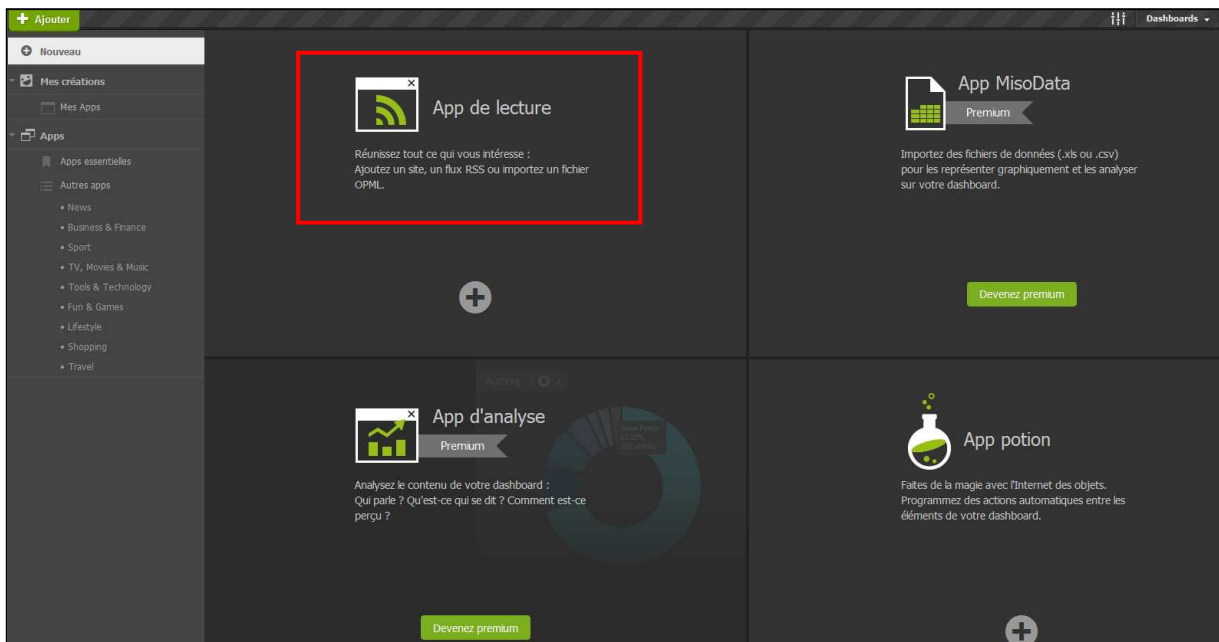 Ajouter
Dashboards
Nouveau
Mes créations
Mes Apps
Apps
Apps essentielles
Autres apps
• News
• Business & Finance
• Sport
• TV, Movies & Music
• Tools & Technology
• Fun & Games
• Lifestyle
• Shopping
• Travel
App de lecture
Réunissez tout ce qui vous intéresse :
Ajoutez un site, un flux RSS ou importez un fichier
OPML.
App MisoData
Premium
Importez des fichiers de données (.xls ou .csv)
pour les représenter graphiquement et les analyser
sur votre dashboard.
Devenez premium
Authors
App d'analyse
Premium
Analysez le contenu de votre dashboard :
Qui parle ? Qu'est-ce qui se dit ? Comment est-ce
perçu ?
Devenez premium
App potion
Faites de la magie avec l'Internet des objets.
Programmez des actions automatiques entre les
éléments de votre dashboard.